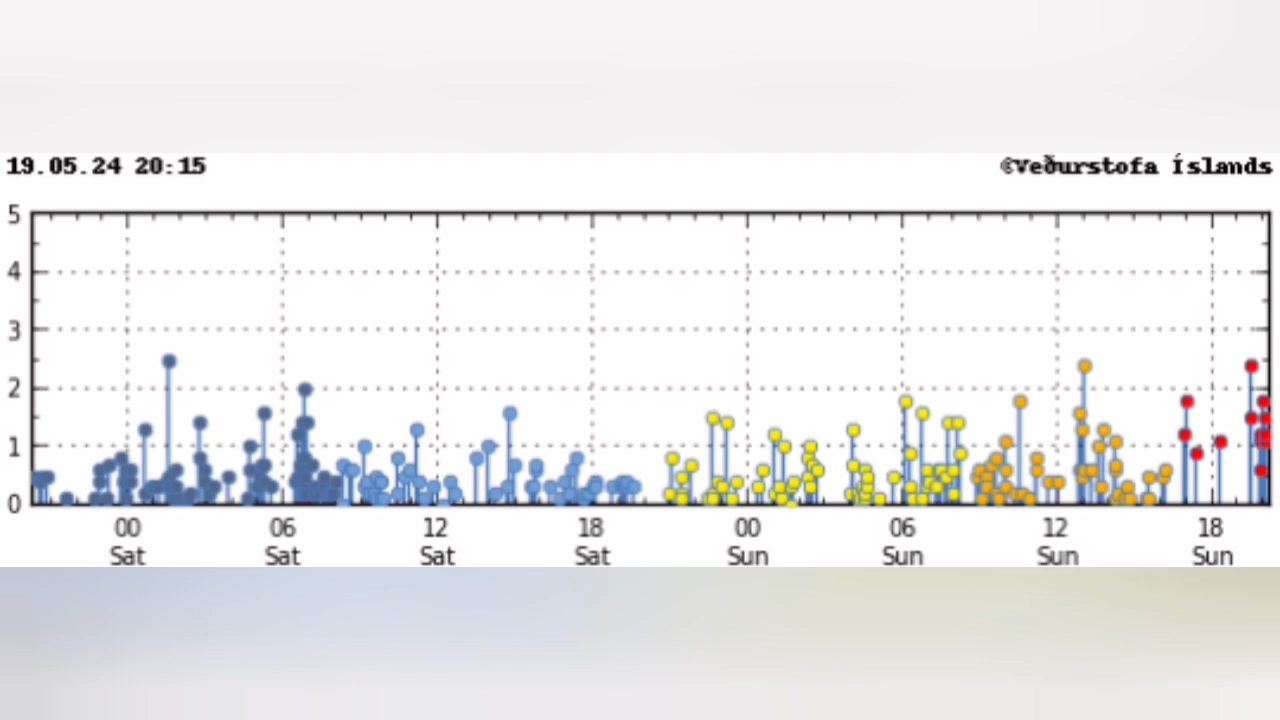 19.05.24 20:15 ©Veðurstofa Íslands
5
4
3
2
1
0
00 06 12 18 00 06 12 18
Sat Sat Sat Sat Sun Sun Sun Sun